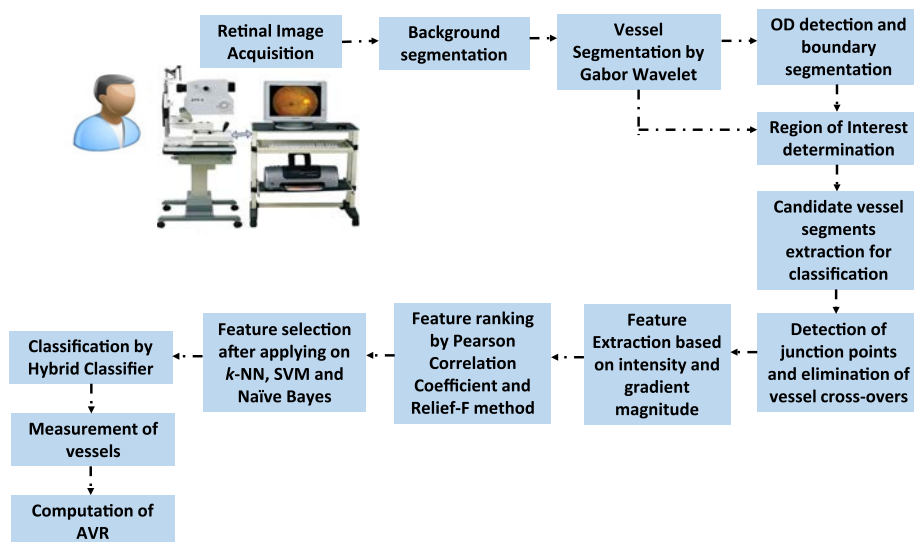 Retinal Image
Acquisition
Background
segmentation
Vessel
Segmentation by
Gabor Wavelet
OD detection and
boundary
segmentation
Region of Interest
determination
Candidate vessel
segments
extraction for
classification
Detection of
junction points
and elimination of
vessel cross-overs
Feature
Extraction based
on intensity and
gradient
magnitude
Feature ranking
by Pearson
Correlation
Coefficient and
Relief-F method
Feature selection
after applying on
k-NN, SVM and
Naïve Bayes
Classification by
Hybrid Classifier
Measurement of
vessels
Computation of
AVR